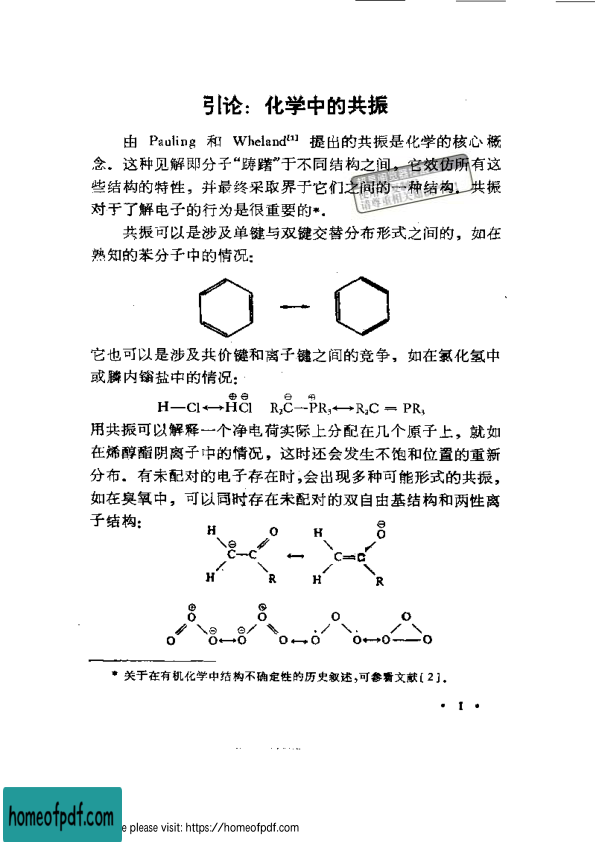 引论：化学中的共振
由 Pauling 和 Wheland[1] 提出的共振是化学的核心概
念。这种见解即分子“踌躇”于不同结构之间，它效仿所有这
些结构的特性，并最终采取界于它们之间的一种结构。共振
对于了解电子的行为是很重要的*。
共振可以是涉及单键与双键交替分布形式之间的，如在
熟知的苯分子中的情况：
它也可以是涉及共价键和离子键之间的竞争，如在氯化氢中
或膦内鎓盐中的情况：
H—Cl↔H⊕Cl⊖ R₂C⊖—P⊕R₃↔R₂C = PR₃
用共振可以解释一个净电荷实际上分配在几个原子上，就如
在烯醇酯阴离子中的情况，这时还会发生不饱和位置的重新
分布。有未配对的电子存在时，会出现多种可能形式的共振，
如在臭氧中，可以同时存在未配对的双自由基结构和两性离
子结构：
H O H O⊖
⊖
C—C ↔ C=C
H R H R
⊕ ⊕
O O O O
O O⊖↔⊖O O↔O O↔O—O
* 关于在有机化学中结构不确定性的历史叙述，可参看文献〔2〕。
• 1 •
homeofpdf.com
e please visit: https://homeofpdf.com